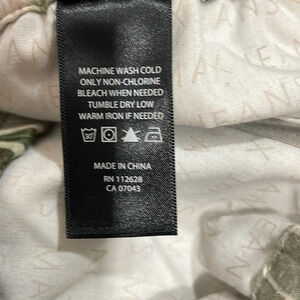 MACHINE WASH COLD
ONLY NON-CHLORINE
BLEACH WHEN NEEDED
TUMBLE DRY LOW
WARM IRON IF NEEDED
30
MADE IN CHINA
RN 112628
CA 07043